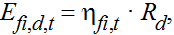 E_{fi,d,t} = η_{fi,t} · R_d,